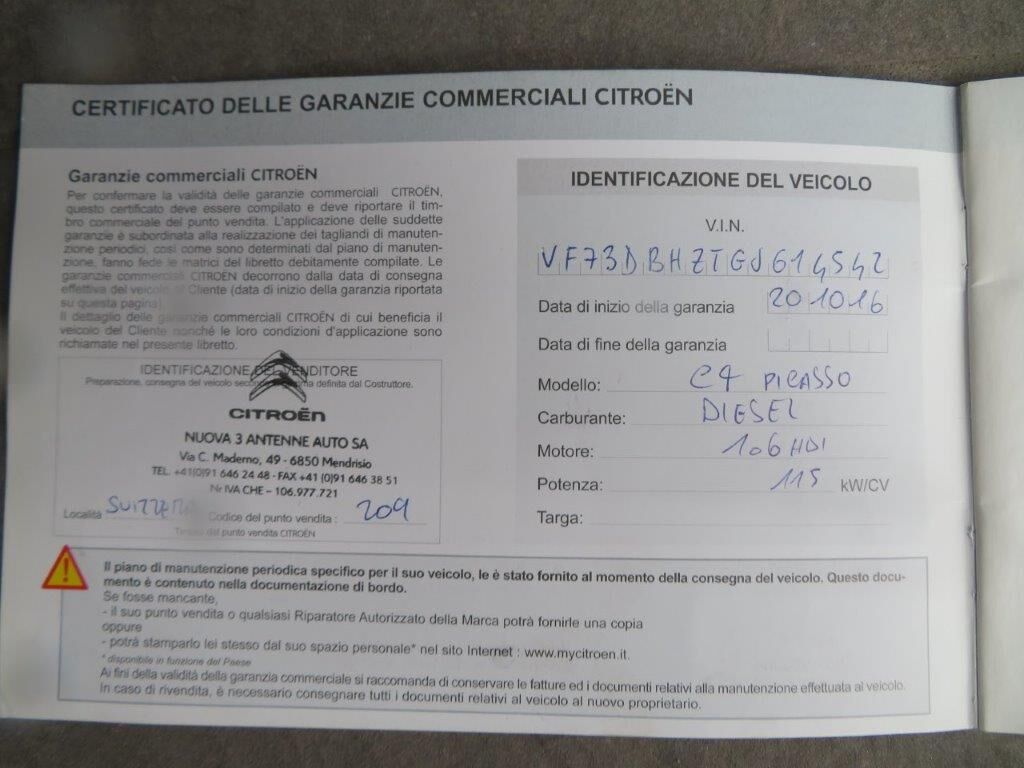 CERTIFICATO DELLE GARANZIE COMMERCIALI CITROËN
Garanzie commerciali CITROËN
Per confermare la validità delle garanzie commerciali CITROËN,
questo certificato deve essere compilato e deve riportare il tim-
bro commerciale del punto vendita. L'applicazione delle suddette
garanzie è subordinata alla realizzazione dei tagliandi di manuten-
zione periodici, così come sono determinati dal piano di manuten-
zione, fanno fede le matrici del libretto debitamente compilate. Le
garanzie commerciali CITROËN decorrono dalla data di consegna
effettiva del veicolo al Cliente (data di inizio della garanzia riportata
su questa pagina).
Il dettaglio delle garanzie commerciali CITROËN di cui beneficia il
veicolo del Cliente nonché le loro condizioni d'applicazione sono
richiamate nel presente libretto.
IDENTIFICAZIONE DEL VENDITORE
Preparazione, consegna del veicolo definita dal Costruttore.
CITROËN
NUOVA 3 ANTENNE AUTO SA
Via C. Maderno, 49 - 6850 Mendrisio
TEL. +41(0)91 646 24 48 - FAX +41 (0)91 646 38 51
Nr IVA CHE - 106.977.721
Località SVIZZERA Codice del punto vendita : 209
Timbro del punto vendita CITROËN
IDENTIFICAZIONE DEL VEICOLO
V.I.N.
VF73DBHZTGJ614542
Data di inizio della garanzia 201016
Data di fine della garanzia
Modello: C4 PICASSO
Carburante: DIESEL
Motore: 1.6 HDI
Potenza: 115 kW/CV
Targa:
Il piano di manutenzione periodica specifico per il suo veicolo, le è stato fornito al momento della consegna del veicolo. Questo docu-
mento è contenuto nella documentazione di bordo.
Se fosse mancante,
- il suo punto vendita o qualsiasi Riparatore Autorizzato della Marca potrà fornirle una copia
oppure
- potrà stamparlo lei stesso dal suo spazio personale* nel sito Internet : www.mycitroen.it.
* disponibile in funzione del Paese
Ai fini della validità della garanzia commerciale si raccomanda di conservare le fatture ed i documenti relativi alla manutenzione effettuata al veicolo.
In caso di rivendita, è necessario consegnare tutti i documenti relativi al veicolo al nuovo proprietario.